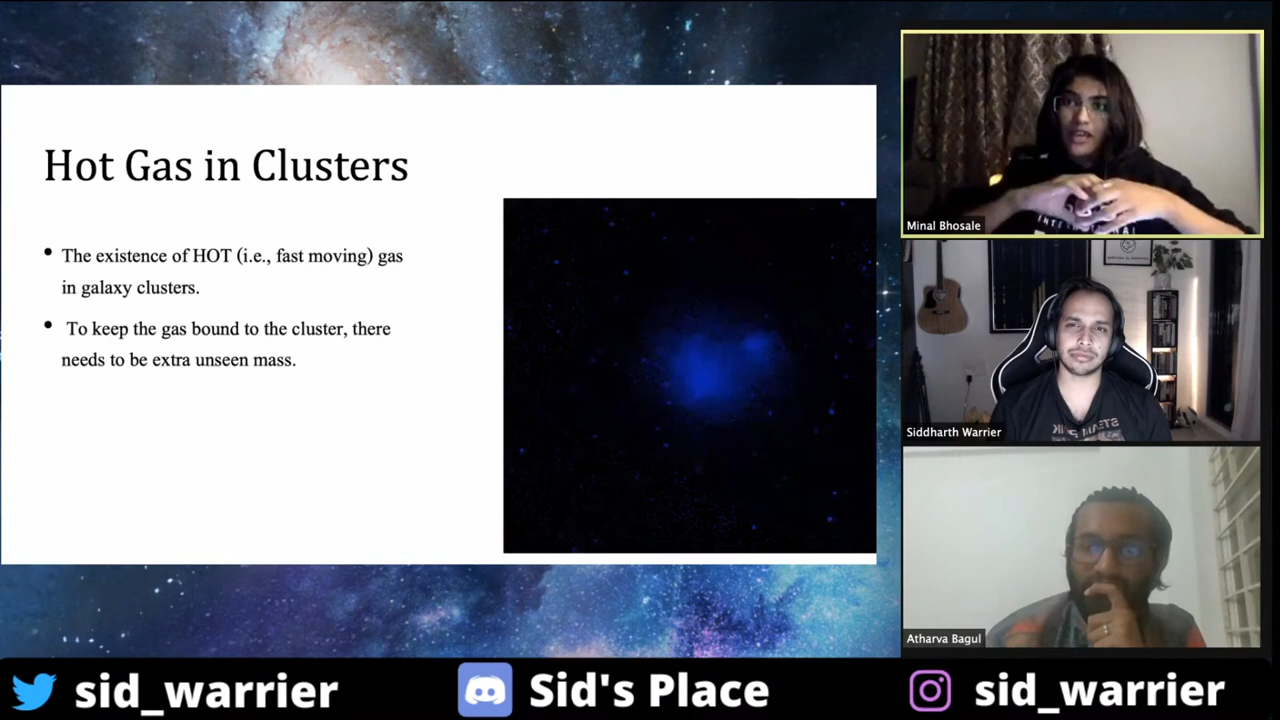 Hot Gas in Clusters
• The existence of HOT (i.e., fast moving) gas
in galaxy clusters.
• To keep the gas bound to the cluster, there
needs to be extra unseen mass.
Minal Bhosale
Siddharth Warrier
Atharva Bagul
sid_warrier
Sid's Place
sid_warrier